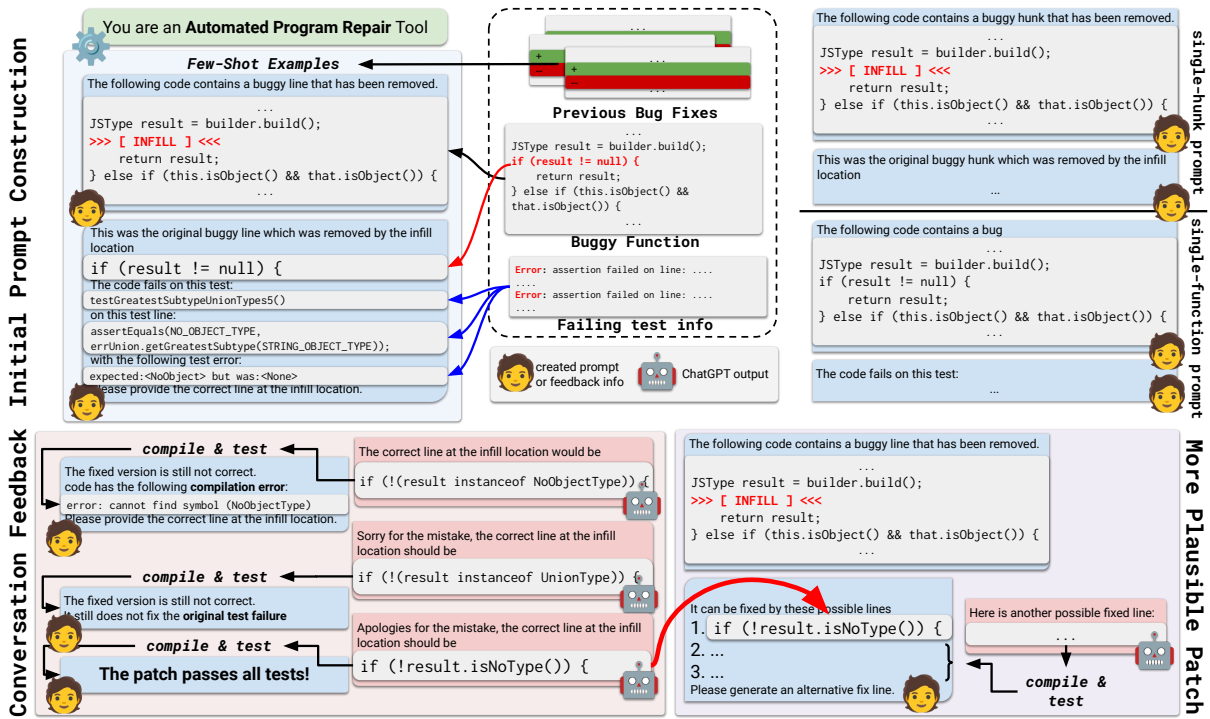 Initial Prompt Construction
You are an Automated Program Repair Tool
Few-Shot Examples
The following code contains a buggy line that has been removed.
...
JSType result = builder.build();
>>> [ INFILL ] <<<
return result;
} else if (this.isObject() && that.isObject()) {
...
This was the original buggy line which was removed by the infill
location
if (result != null) {
The code fails on this test:
testGreatestSubtypeUnionTypes5()
on this test line:
assertEquals(NO_OBJECT_TYPE,
errUnion.getGreatestSubtype(STRING_OBJECT_TYPE));
with the following test error:
expected:<NoObject> but was:<None>
Please provide the correct line at the infill location.
...
...
+
-
...
+
-
...
Previous Bug Fixes
...
JSType result = builder.build();
if (result != null) {
return result;
} else if (this.isObject() &&
that.isObject()) {
...
Buggy Function
Error: assertion failed on line: ....
....
Error: assertion failed on line: ....
....
Failing test info
created prompt
or feedback info
ChatGPT output
single-hunk prompt
The following code contains a buggy hunk that has been removed.
...
JSType result = builder.build();
>>> [ INFILL ] <<<
return result;
} else if (this.isObject() && that.isObject()) {
...
This was the original buggy hunk which was removed by the infill
location
...
single-function prompt
The following code contains a bug
...
JSType result = builder.build();
if (result != null) {
return result;
} else if (this.isObject() && that.isObject()) {
...
The code fails on this test:
...
Conversation Feedback
compile & test
The fixed version is still not correct.
code has the following compilation error:
error: cannot find symbol (NoObjectType)
Please provide the correct line at the infill location.
The correct line at the infill location would be
if (!(result instanceof NoObjectType)) {
Sorry for the mistake, the correct line at the infill
location should be
if (!(result instanceof UnionType)) {
compile & test
The fixed version is still not correct.
It still does not fix the original test failure
Apologies for the mistake, the correct line at the infill
location should be
if (!result.isNoType()) {
compile & test
The patch passes all tests!
More Plausible Patch
The following code contains a buggy line that has been removed.
...
JSType result = builder.build();
>>> [ INFILL ] <<<
return result;
} else if (this.isObject() && that.isObject()) {
...
It can be fixed by these possible lines
1. if (!result.isNoType()) {
2. ...
3. ...
Please generate an alternative fix line.
Here is another possible fixed line:
...
compile &
test